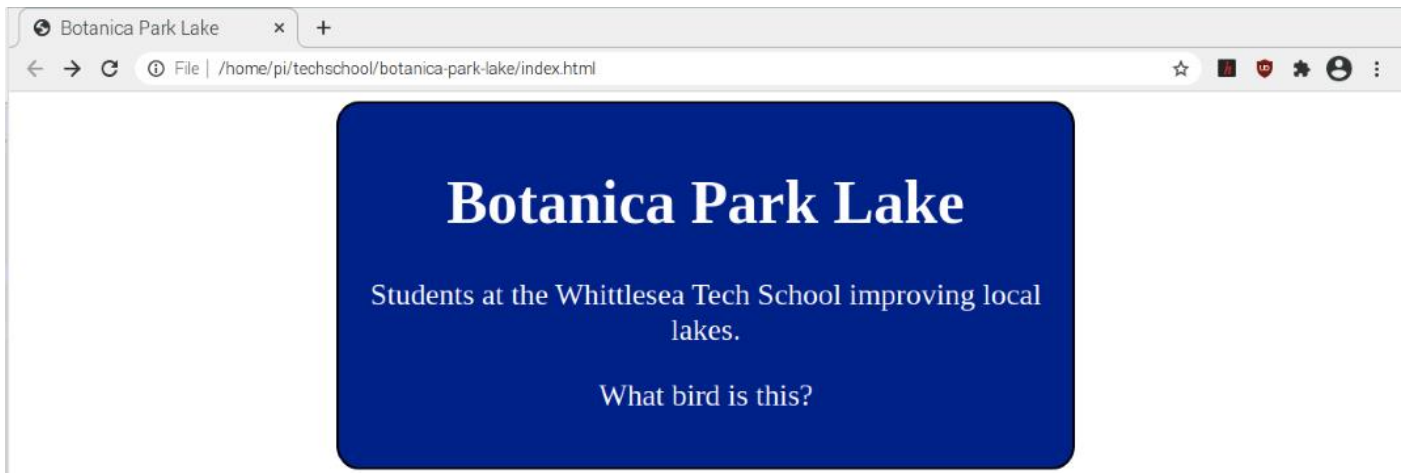 Botanica Park Lake
File | /home/pi/techschool/botanica-park-lake/index.html
Botanica Park Lake
Students at the Whittlesea Tech School improving local
lakes.
What bird is this?